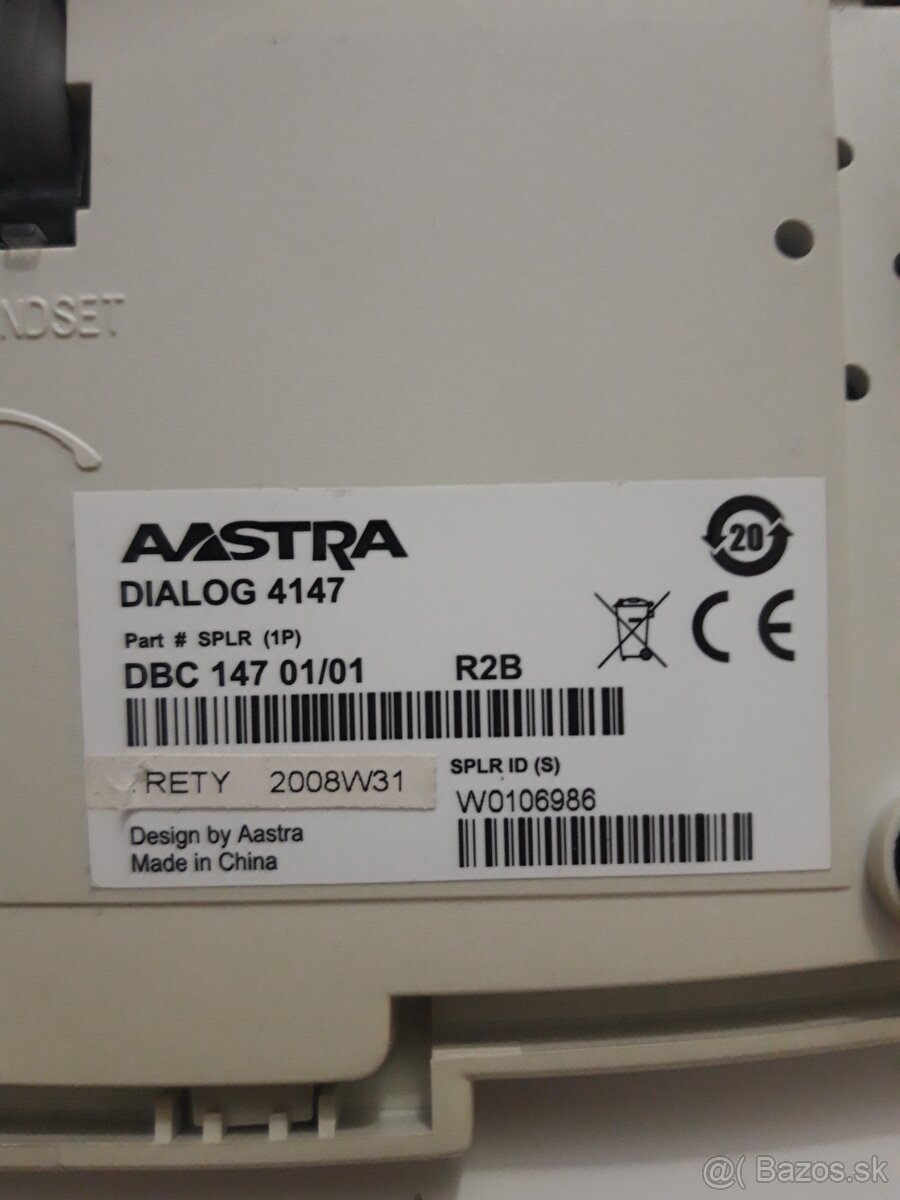 NDSET
AASTRA
20
DIALOG 4147
Part # SPLR (1P)
DBC 147 01/01 R2B
CE
RETY 2008W31
SPLR ID (S)
W0106986
Design by Aastra
Made in China
@( Bazos.sk